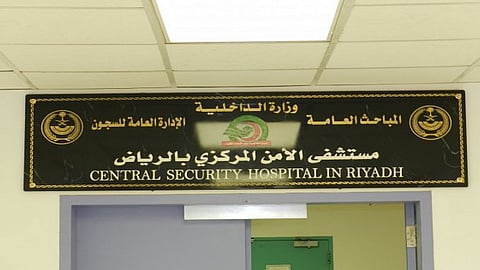 وزارة الداخلية
المباحث العامة
الإدارة العامة للسجون
مستشفى الأمن المركزي بالرياض
CENTRAL SECURITY HOSPITAL IN RIYADH